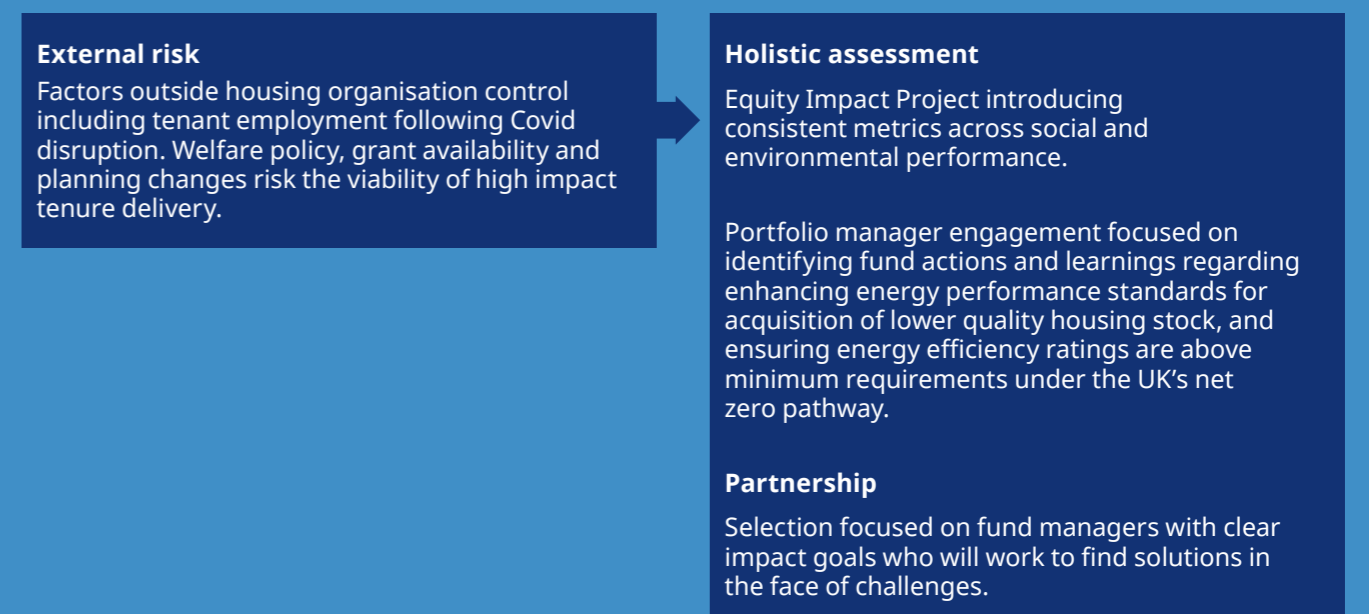 External risk
Factors outside housing organisation control
including tenant employment following Covid
disruption. Welfare policy, grant availability and
planning changes risk the viability of high impact
tenure delivery.
Holistic assessment
Equity Impact Project introducing
consistent metrics across social and
environmental performance.
Portfolio manager engagement focused on
identifying fund actions and learnings regarding
enhancing energy performance standards for
acquisition of lower quality housing stock, and
ensuring energy efficiency ratings are above
minimum requirements under the UK’s net
zero pathway.
Partnership
Selection focused on fund managers with clear
impact goals who will work to find solutions in
the face of challenges.